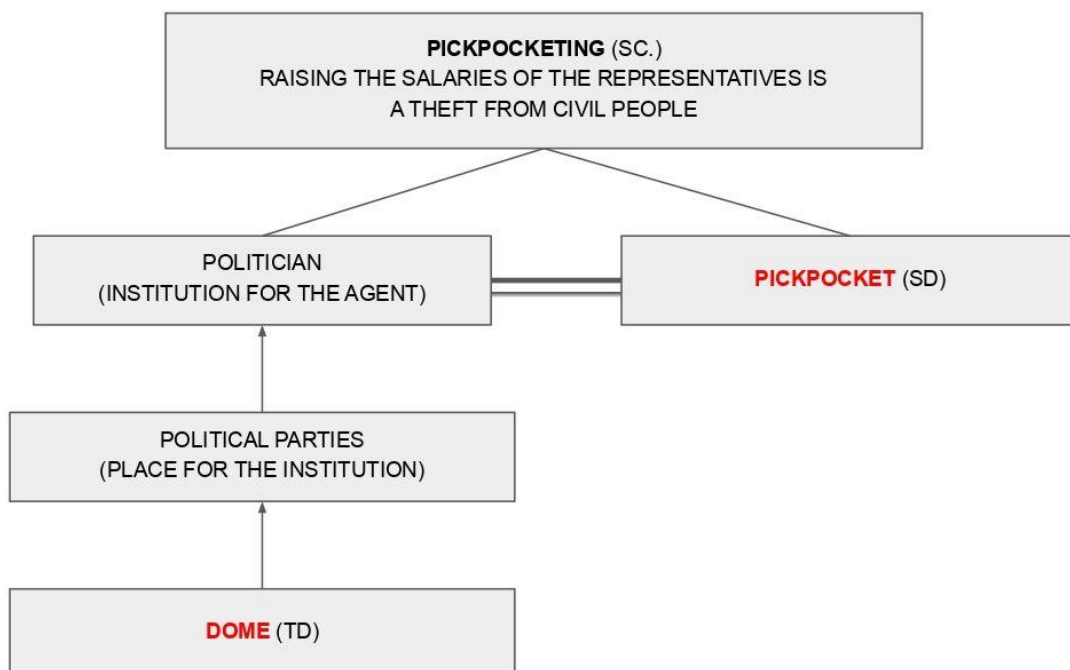 PICKPOCKETING (SC.)
RAISING THE SALARIES OF THE REPRESENTATIVES IS
A THEFT FROM CIVIL PEOPLE
POLITICIAN
(INSTITUTION FOR THE AGENT)
PICKPOCKET (SD)
POLITICAL PARTIES
(PLACE FOR THE INSTITUTION)
DOME (TD)